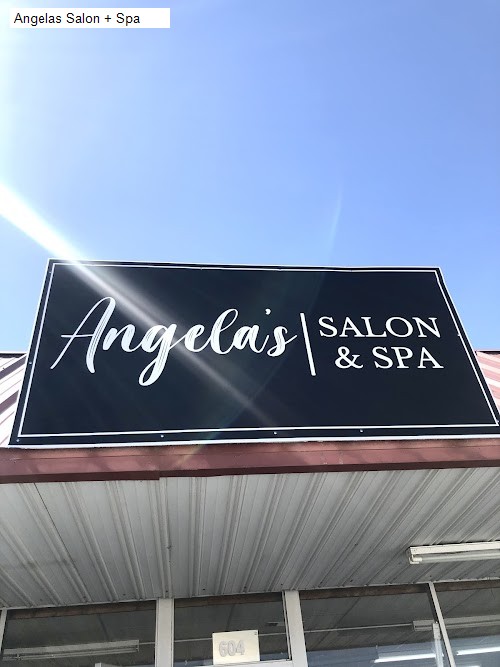 Angelas Salon + Spa
Angela's
SALON
& SPA
604